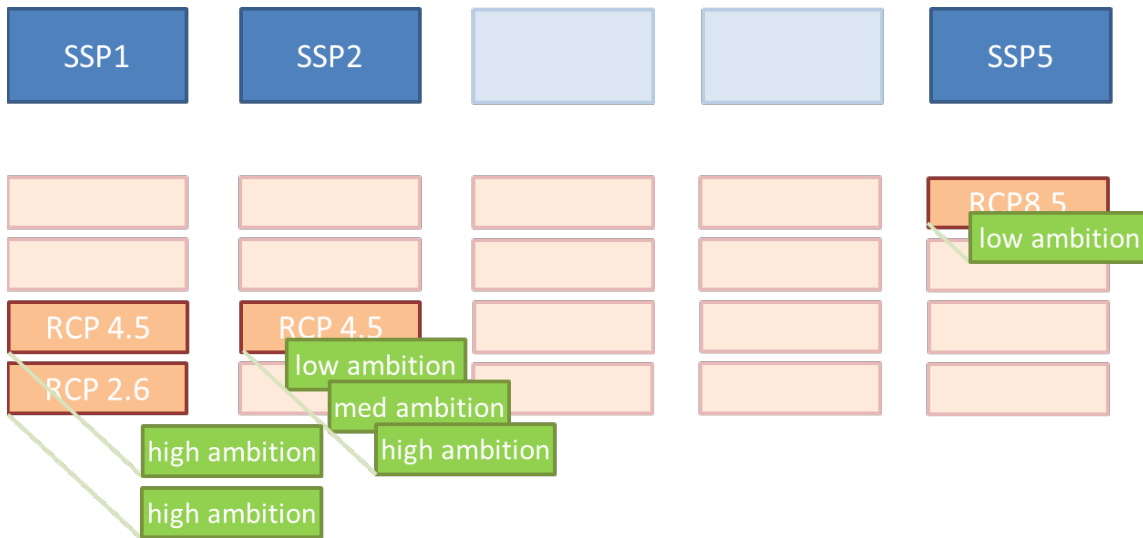 SSP1
SSP2
SSP5
RCP8.5
low ambition
RCP 4.5
RCP 4.5
low ambition
RCP 2.6
med ambition
high ambition
high ambition
high ambition